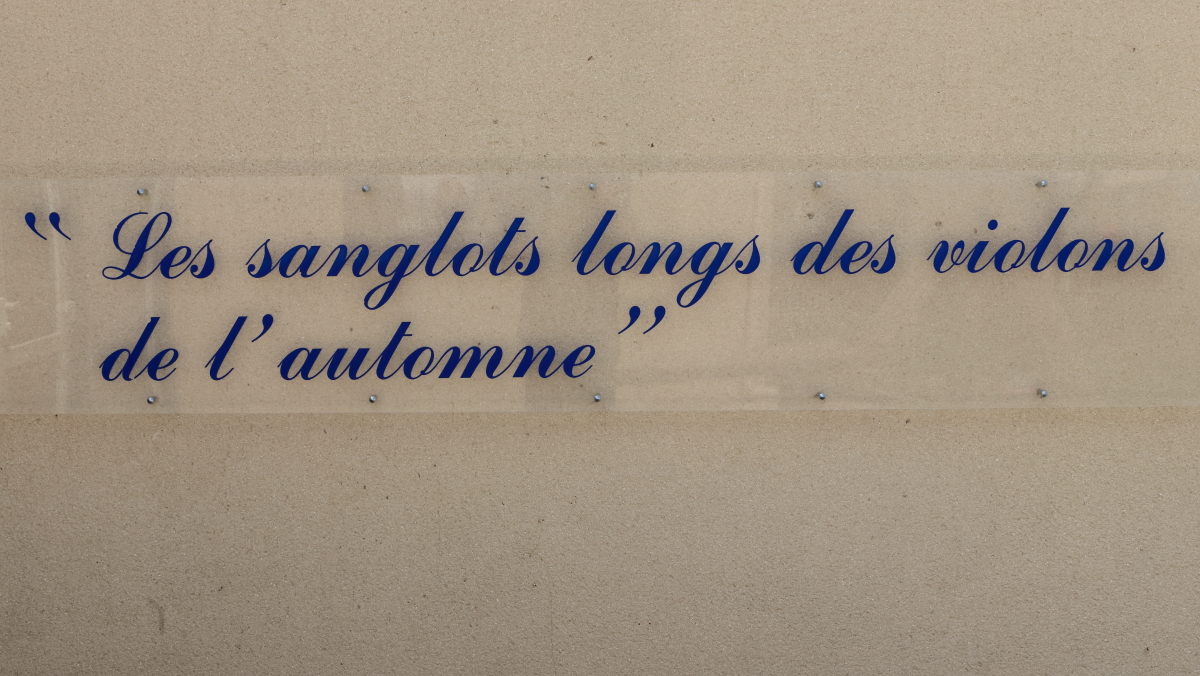 “ Les sanglots longs des violons
de l’automne ”